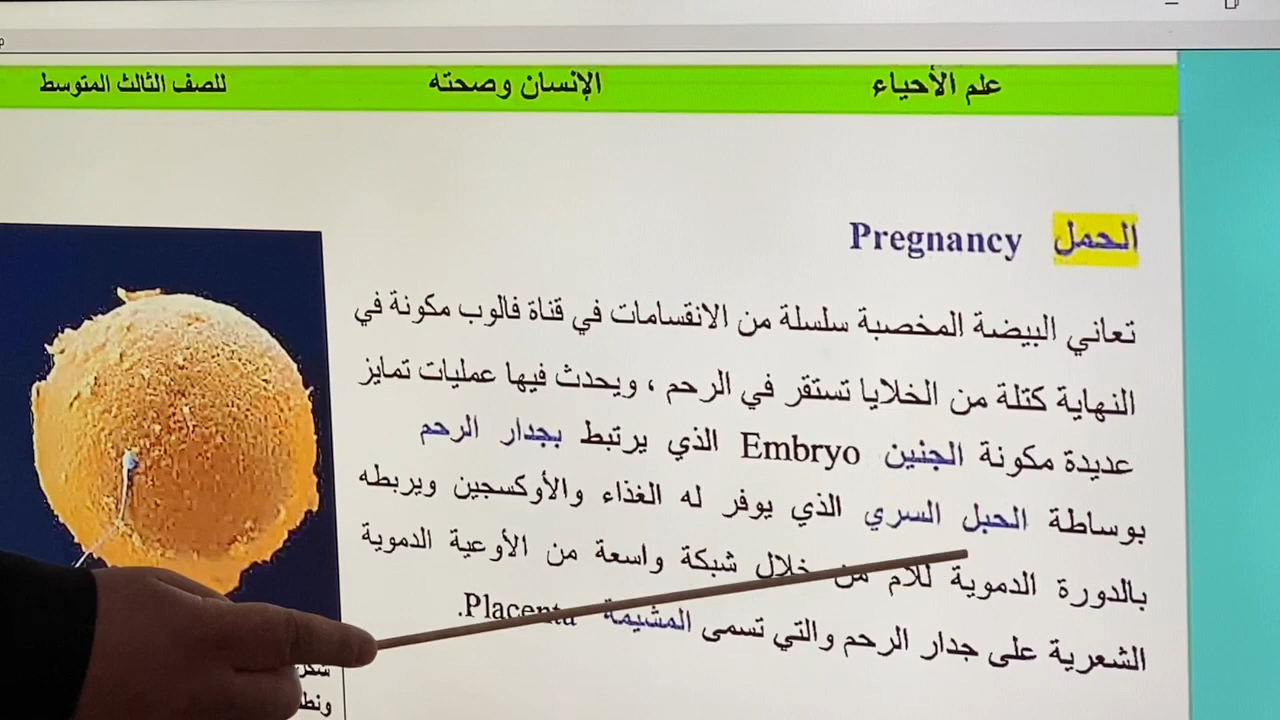 علم الأحياء
الإنسان وصحته
للصف الثالث المتوسط
الحمل Pregnancy
تعاني البيضة المخصبة سلسلة من الانقسامات في قناة فالوب مكونة في
النهاية كتلة من الخلايا تستقر في الرحم ، ويحدث فيها عمليات تمايز
عديدة مكونة الجنين Embryo الذي يرتبط بجدار الرحم
بوساطة الحبل السري الذي يوفر له الغذاء والأوكسجين ويربطه
بالدورة الدموية للأم من خلال شبكة واسعة من الأوعية الدموية
الشعرية على جدار الرحم والتي تسمى المشيمة Placenta.